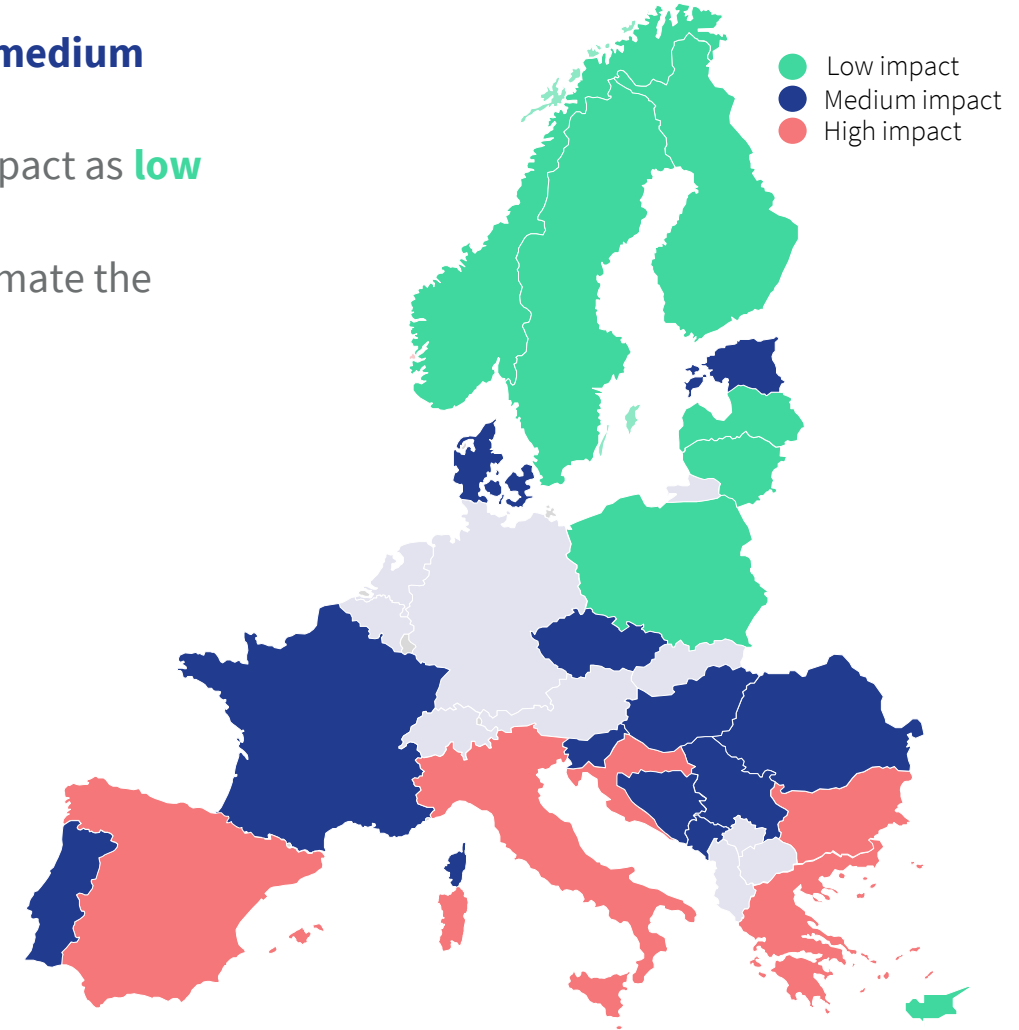 medium
pact as low
mate the
Low impact
Medium impact
High impact